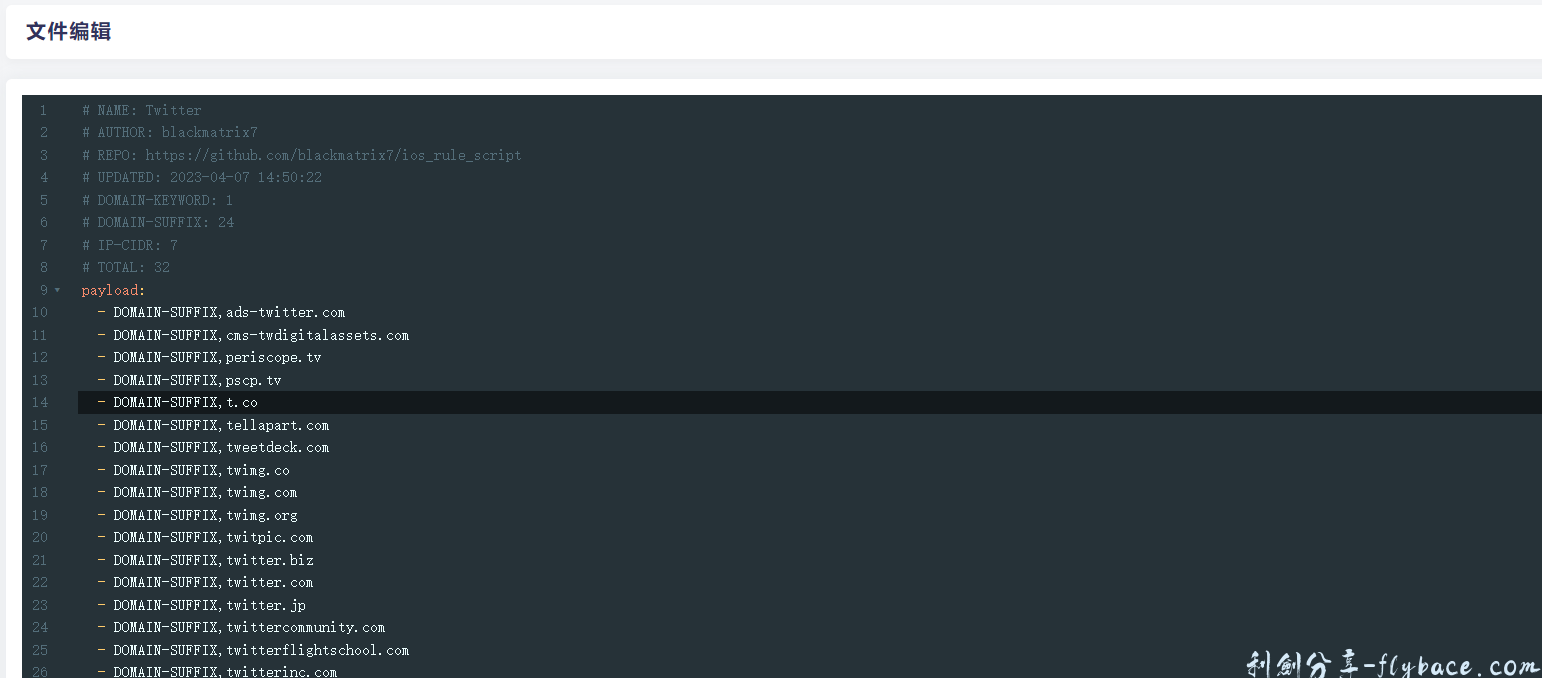 文件编辑
1 # NAME: Twitter
2 # AUTHOR: blackmatrix7
3 # REPO: https://github.com/blackmatrix7/ios_rule_script
4 # UPDATED: 2023-04-07 14:50:22
5 # DOMAIN-KEYWORD: 1
6 # DOMAIN-SUFFIX: 24
7 # IP-CIDR: 7
8 # TOTAL: 32
9 payload:
10 - DOMAIN-SUFFIX,ads-twitter.com
11 - DOMAIN-SUFFIX,cms-twdigitalassets.com
12 - DOMAIN-SUFFIX,periscope.tv
13 - DOMAIN-SUFFIX,pscp.tv
14 - DOMAIN-SUFFIX,t.co
15 - DOMAIN-SUFFIX,tellapart.com
16 - DOMAIN-SUFFIX,tweetdeck.com
17 - DOMAIN-SUFFIX,twimg.co
18 - DOMAIN-SUFFIX,twimg.com
19 - DOMAIN-SUFFIX,twimg.org
20 - DOMAIN-SUFFIX,twitpic.com
21 - DOMAIN-SUFFIX,twitter.biz
22 - DOMAIN-SUFFIX,twitter.com
23 - DOMAIN-SUFFIX,twitter.jp
24 - DOMAIN-SUFFIX,twittercommunity.com
25 - DOMAIN-SUFFIX,twitterflightschool.com
26 - DOMAIN-SUFFIX,twitterinc.com
利劍分享-flybace.com